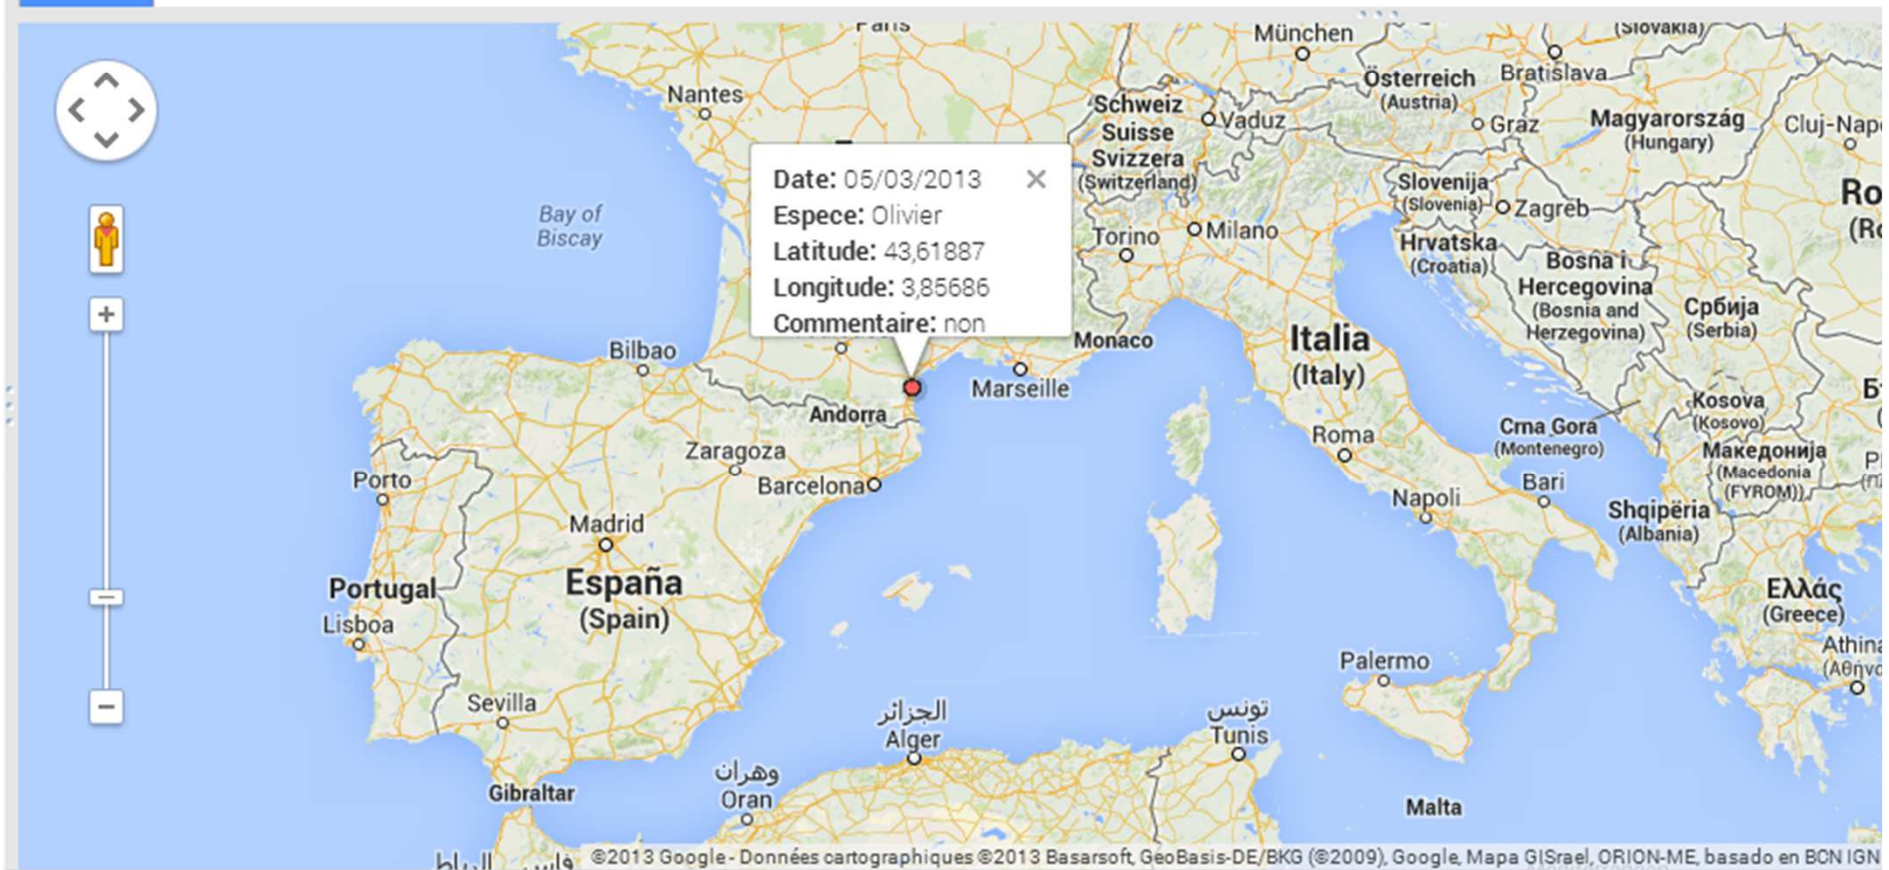 Paris
München
(Slovakia)
Österreich
(Austria)
Bratislava
Nantes
Schweiz
Suisse
Svizzera
(Switzerland)
Vaduz
Graz
Magyarország
(Hungary)
Cluj-Nap
Date: 05/03/2013
Espece: Olivier
Latitude: 43,61887
Longitude: 3,85686
Commentaire: non
Bay of
Biscay
Slovenija
(Slovenia)
Zagreb
Ro
(Ro
Torino
Milano
Hrvatska
(Croatia)
Bosna i
Hercegovina
(Bosnia and
Herzegovina)
Србија
(Serbia)
Italia
(Italy)
Monaco
Bilbao
Marseille
Andorra
Kosova
(Kosovo)
Crna Gora
(Montenegro)
Македонија
(Macedonia
(FYROM))
Roma
Zaragoza
Barcelona
Porto
Napoli
Bari
Shqipëria
(Albania)
Madrid
España
(Spain)
Portugal
Lisboa
Ελλάς
(Greece)
Palermo
Sevilla
الجزائر
Alger
تونس
Tunis
وهران
Oran
Gibraltar
Malta
©2013 Google - Données cartographiques ©2013 Basarsoft, GeoBasis-DE/BKG (©2009), Google, Mapa GISrael, ORION-ME, basado en BCN IGN